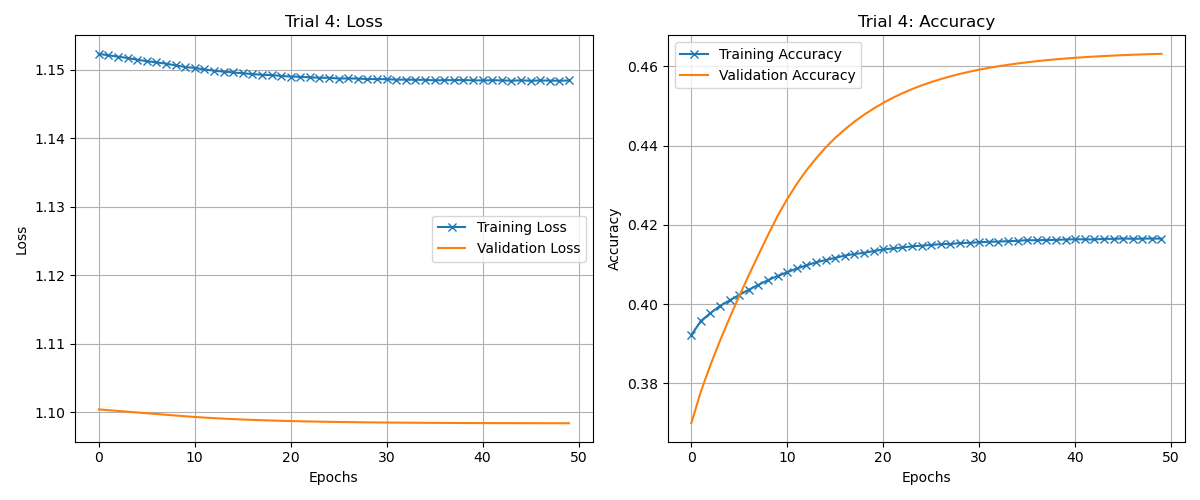 Trial 4: Loss
1.15
1.14
1.13
1.12
1.11
1.10
Loss
Training Loss
Validation Loss
0 10 20 30 40 50
Epochs
Trial 4: Accuracy
0.46
0.44
0.42
0.40
0.38
Accuracy
Training Accuracy
Validation Accuracy
0 10 20 30 40 50
Epochs